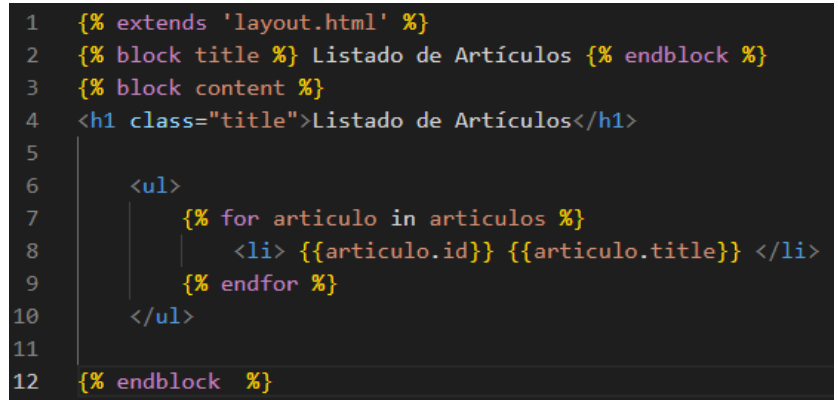 1 {% extends 'layout.html' %}
2 {% block title %} Listado de Artículos {% endblock %}
3 {% block content %}
4 <h1 class="title">Listado de Artículos</h1>
5
6 <ul>
7 {% for articulo in articulos %}
8 <li> {{articulo.id}} {{articulo.title}} </li>
9 {% endfor %}
10 </ul>
11
12 {% endblock  %}